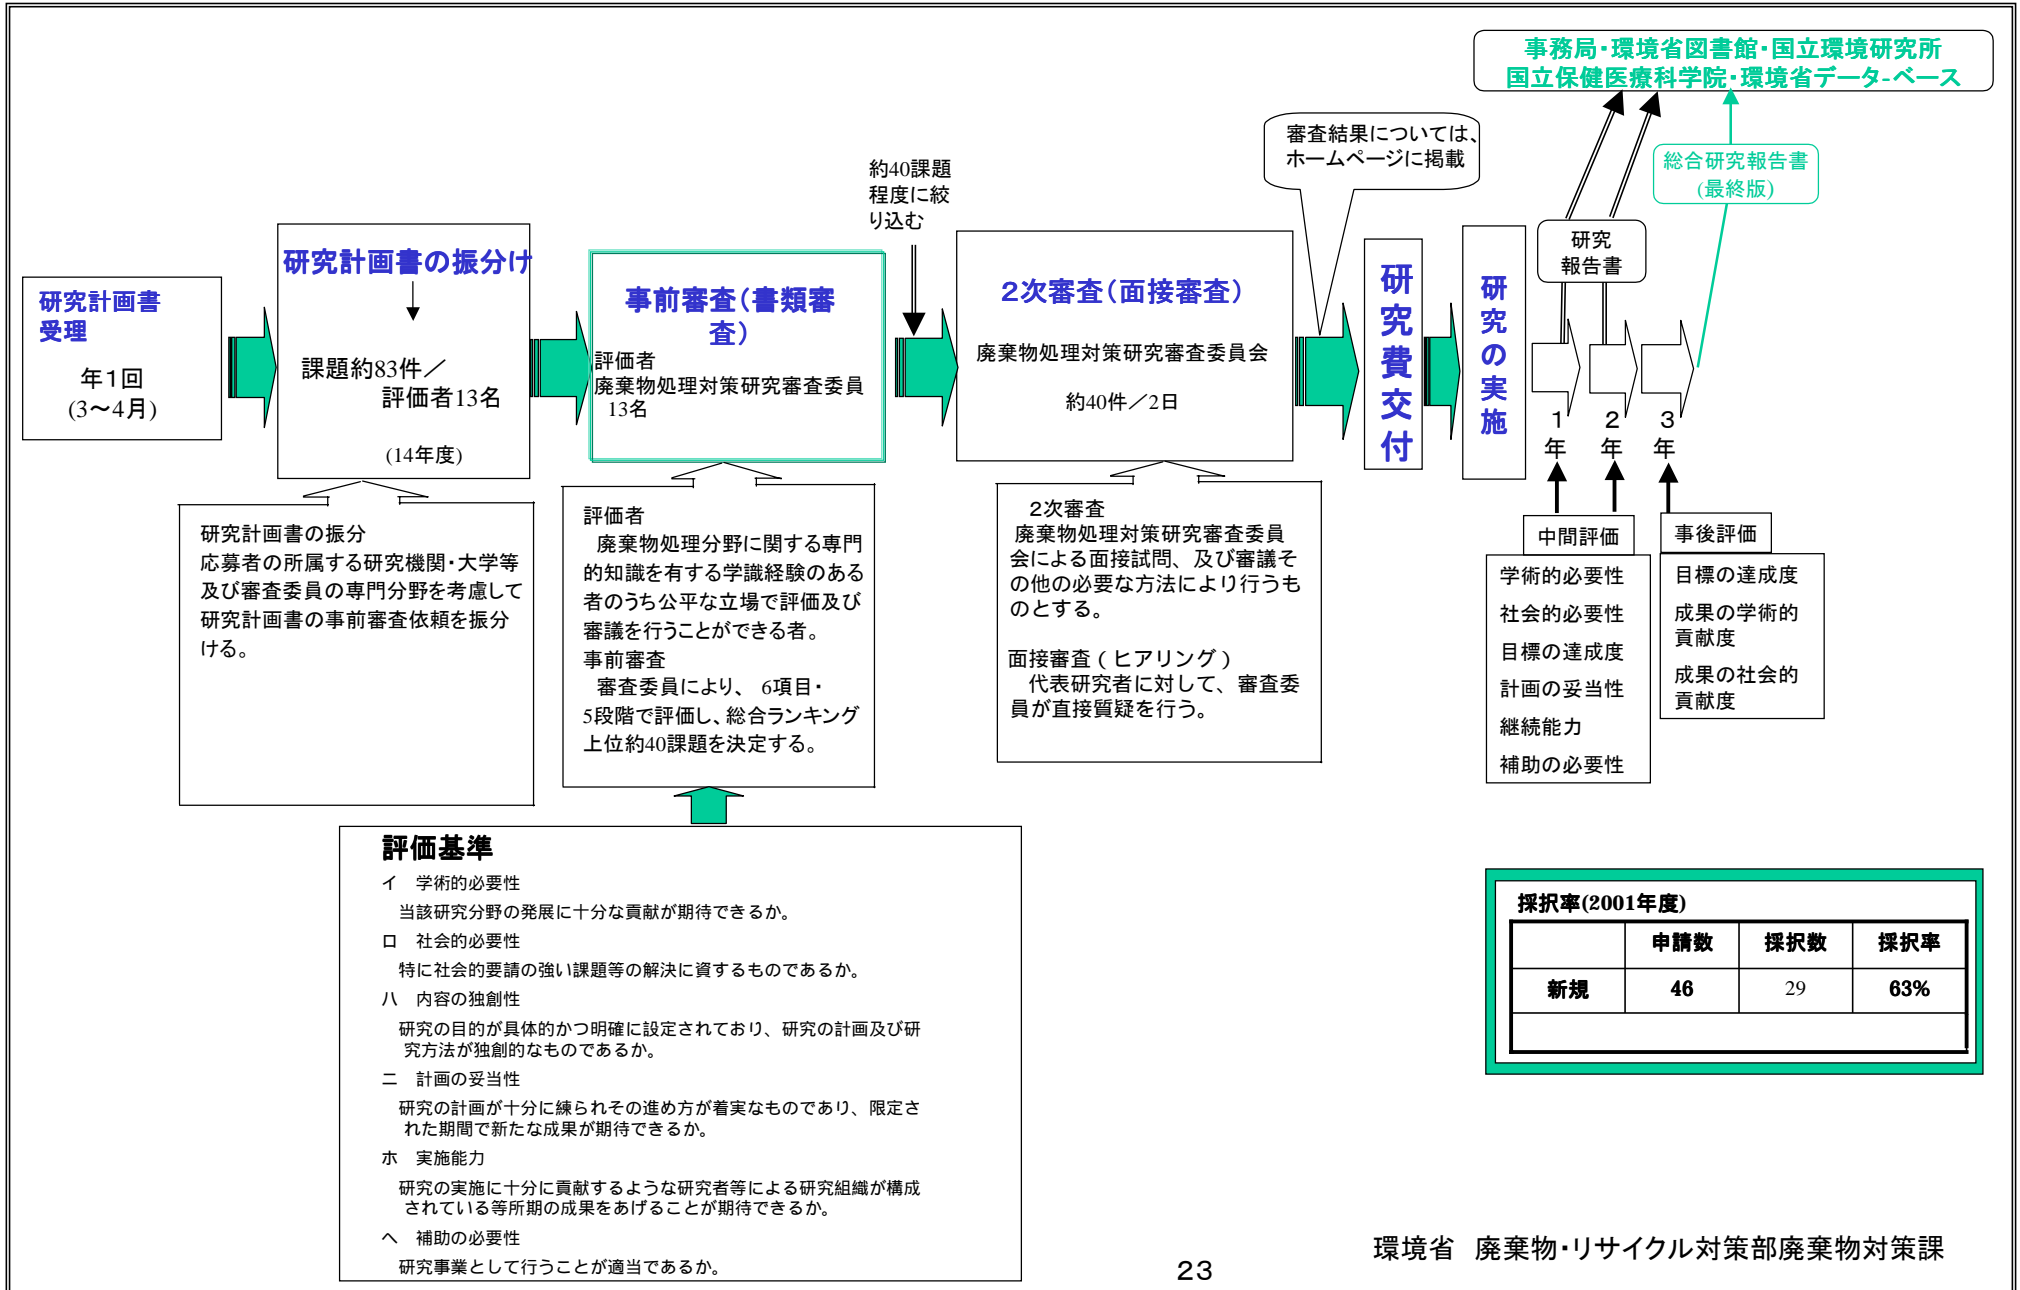 事務局・環境省図書館・国立環境研究所
国立保健医療科学院・環境省データ-ベース
審査結果については、
ホームページに掲載
総合研究報告書
(最終版)
約40課題
程度に絞
り込む
研究
報告書
研究計画書
受理
年１回
(3～4月)
研究計画書の振分け
課題約83件／
評価者13名
(14年度)
事前審査(書類審
査)
評価者
廃棄物処理対策研究審査委員
13名
２次審査(面接審査)
廃棄物処理対策研究審査委員会
約40件／2日
研究費交付
研究の実施
1
年
2
年
3
年
研究計画書の振分
応募者の所属する研究機関・大学等
及び審査委員の専門分野を考慮して
研究計画書の事前審査依頼を振分
ける。
評価者
廃棄物処理分野に関する専門
的知識を有する学識経験のある
者のうち公平な立場で評価及び
審議を行うことができる者。
事前審査
審査委員により、 6項目・
5段階で評価し、総合ランキング
上位約40課題を決定する。
２次審査
廃棄物処理対策研究審査委員
会による面接試問、及び審議そ
の他の必要な方法により行うも
のとする。
面接審査（ヒアリング）
代表研究者に対して、審査委
員が直接質疑を行う。
中間評価
学術的必要性
社会的必要性
目標の達成度
計画の妥当性
継続能力
補助の必要性
事後評価
目標の達成度
成果の学術的
貢献度
成果の社会的
貢献度
評価基準
イ　学術的必要性
当該研究分野の発展に十分な貢献が期待できるか。
ロ　社会的必要性
特に社会的要請の強い課題等の解決に資するものであるか。
ハ　内容の独創性
研究の目的が具体的かつ明確に設定されており、研究の計画及び研
究方法が独創的なものであるか。
ニ　計画の妥当性
研究の計画が十分に練られその進め方が着実なものであり、限定さ
れた期間で新たな成果が期待できるか。
ホ　実施能力
研究の実施に十分に貢献するような研究者等による研究組織が構成
されている等所期の成果をあげることが期待できるか。
ヘ　補助の必要性
研究事業として行うことが適当であるか。
採択率(2001年度)
申請数 採択数 採択率
新規 46 29 63%
環境省　廃棄物・リサイクル対策部廃棄物対策課
23